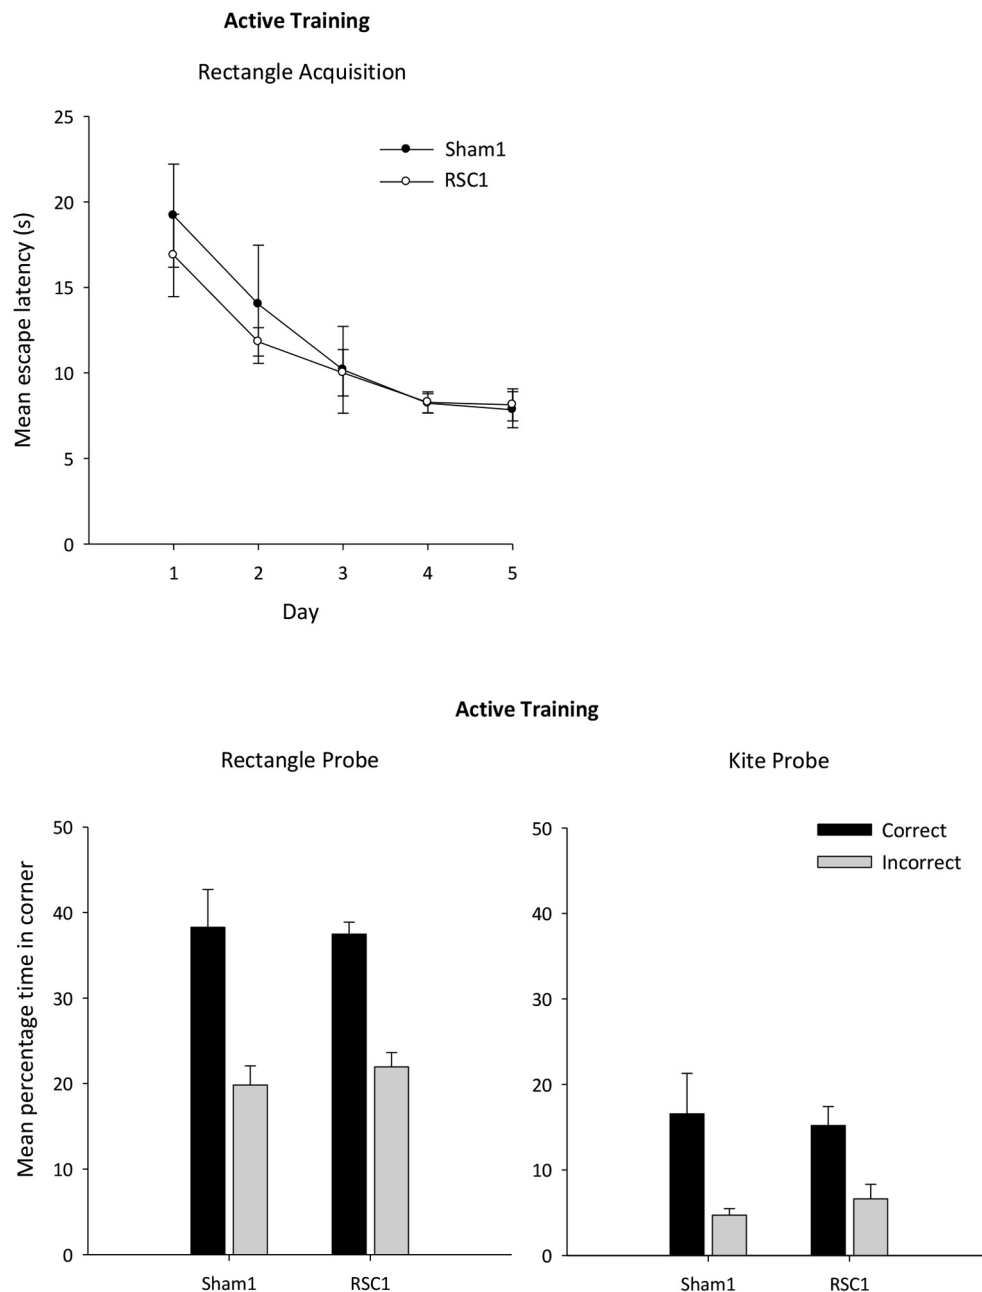 Active Training
Rectangle Acquisition
25
20
15
10
5
0
Mean escape latency (s)
Sham1
RSC1
1 2 3 4 5
Day
Active Training
Rectangle Probe
Kite Probe
50
40
30
20
10
0
Mean percentage time in corner
Sham1 RSC1
50
40
30
20
10
0
Correct
Incorrect
Sham1 RSC1